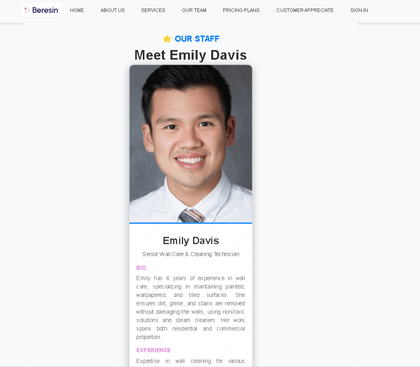 Beresin HOME ABOUT US SERVICES OUR TEAM PRICING PLANS CUSTOMER APPRECIATE SIGN IN
OUR STAFF
Meet Emily Davis
Emily Davis
Senior Wall Care & Cleaning Technician
BIO
Emily has 6 years of experience in wall
care, specializing in maintaining painted,
wallpapered, and tiled surfaces. She
ensures dirt, grime, and stains are removed
without damaging the walls, using non-toxic
solutions and steam cleaners. Her work
spans both residential and commercial
properties.
EXPERIENCE
Expertise in wall cleaning for various